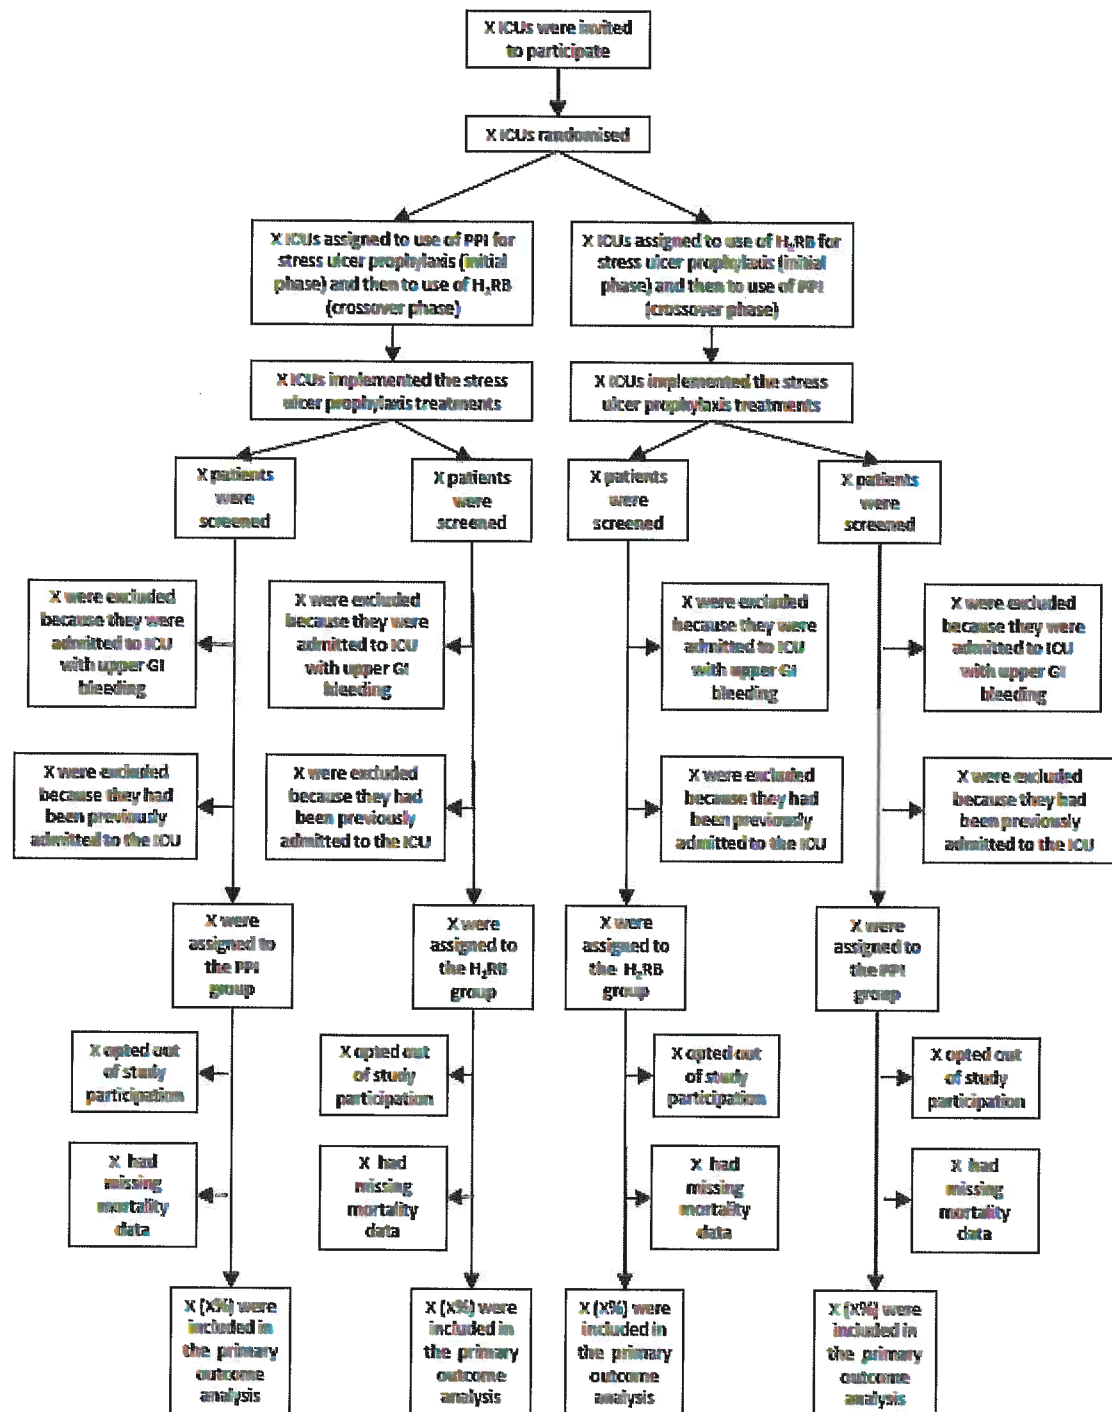 X ICUs were invited
to participate
X ICUs randomised
X ICUs assigned to use of PPI for
stress ulcer prophylaxis (initial
phase) and then to use of H₂RB
(crossover phase)
X ICUs assigned to use of H₂RB for
stress ulcer prophylaxis (initial
phase) and then to use of PPI
(crossover phase)
X ICUs implemented the stress
ulcer prophylaxis treatments
X ICUs implemented the stress
ulcer prophylaxis treatments
X patients
were
screened
X patients
were
screened
X patients
were
screened
X patients
were
screened
X were excluded
because they were
admitted to ICU
with upper GI
bleeding
X were excluded
because they were
admitted to ICU
with upper GI
bleeding
X were excluded
because they were
admitted to ICU
with upper GI
bleeding
X were excluded
because they were
admitted to ICU
with upper GI
bleeding
X were excluded
because they had
been previously
admitted to the ICU
X were excluded
because they had
been previously
admitted to the ICU
X were excluded
because they had
been previously
admitted to the ICU
X were excluded
because they had
been previously
admitted to the ICU
X were
assigned to
the PPI
group
X were
assigned to
the H₂RB
group
X were
assigned to
the H₂RB
group
X were
assigned to
the PPI
group
X opted out
of study
participation
X opted out
of study
participation
X opted out
of study
participation
X opted out
of study
participation
X had
missing
mortality
data
X had
missing
mortality
data
X had
missing
mortality
data
X had
missing
mortality
data
X (X%) were
included in
the primary
outcome
analysis
X (X%) were
included in
the primary
outcome
analysis
X (X%) were
included in
the primary
outcome
analysis
X (X%) were
included in
the primary
outcome
analysis